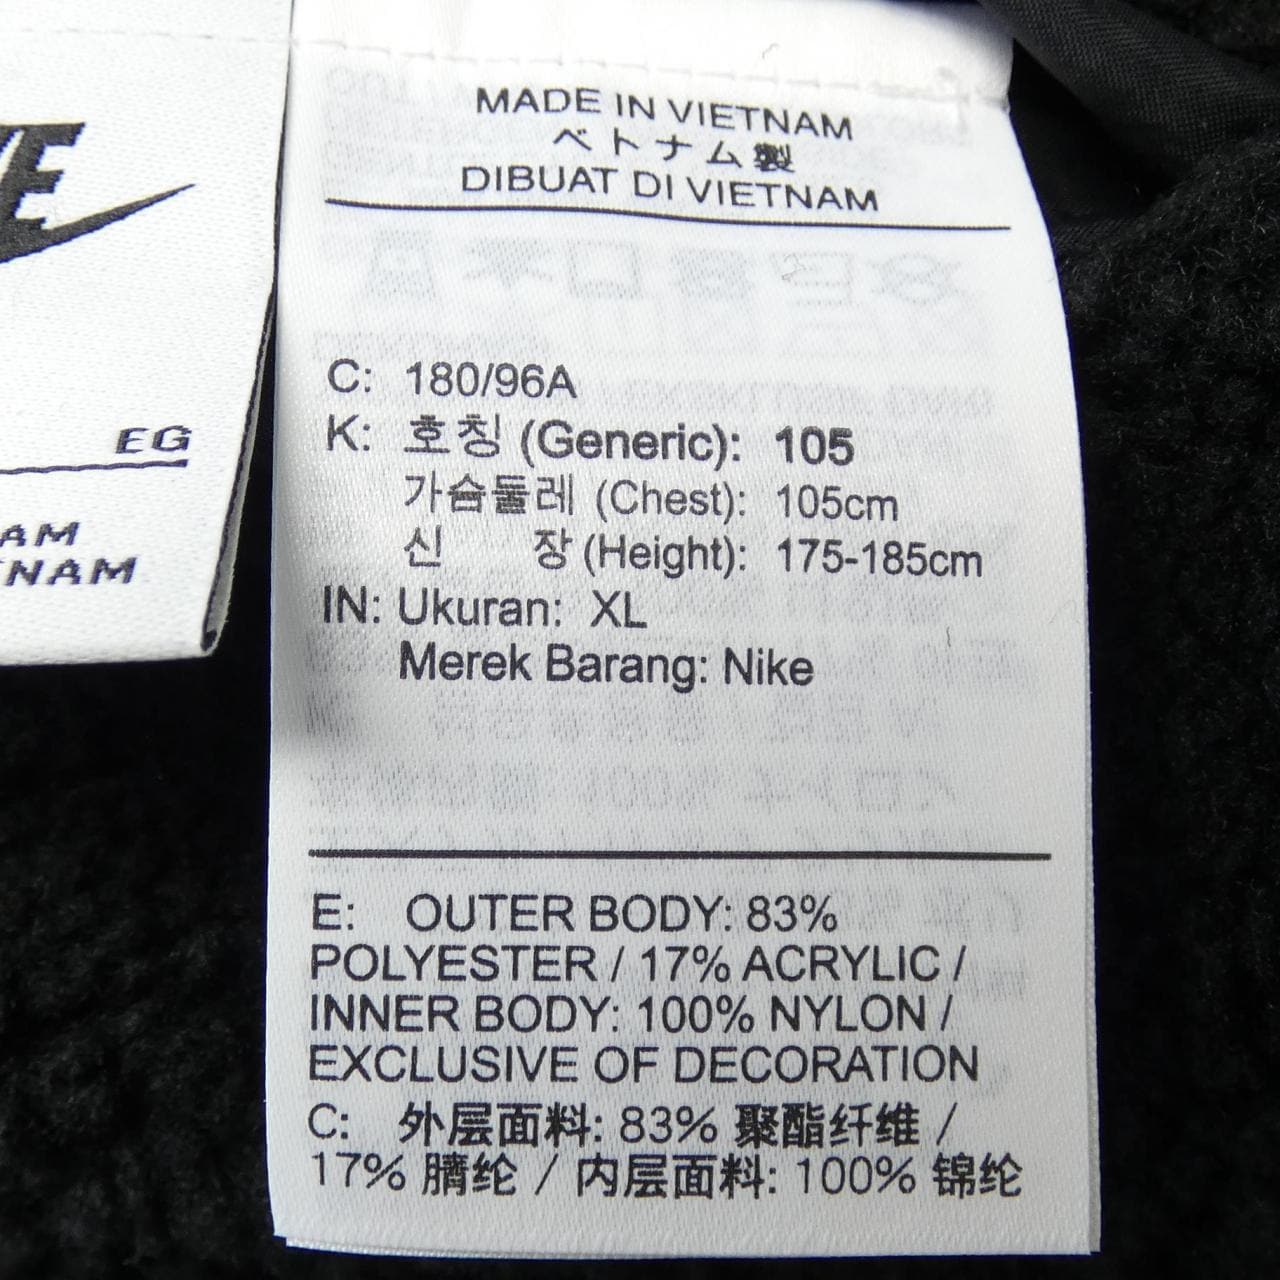 EG
AM
TNAM
MADE IN VIETNAM
ベトナム製
DIBUAT DI VIETNAM
C: 180/96A
K: 호칭 (Generic): 105
가슴둘레 (Chest): 105cm
신 장 (Height): 175-185cm
IN: Ukuran: XL
Merek Barang: Nike
E: OUTER BODY: 83%
POLYESTER / 17% ACRYLIC /
INNER BODY: 100% NYLON /
EXCLUSIVE OF DECORATION
C: 外层面料: 83% 聚酯纤维 /
17% 腈纶 / 内层面料: 100% 锦纶